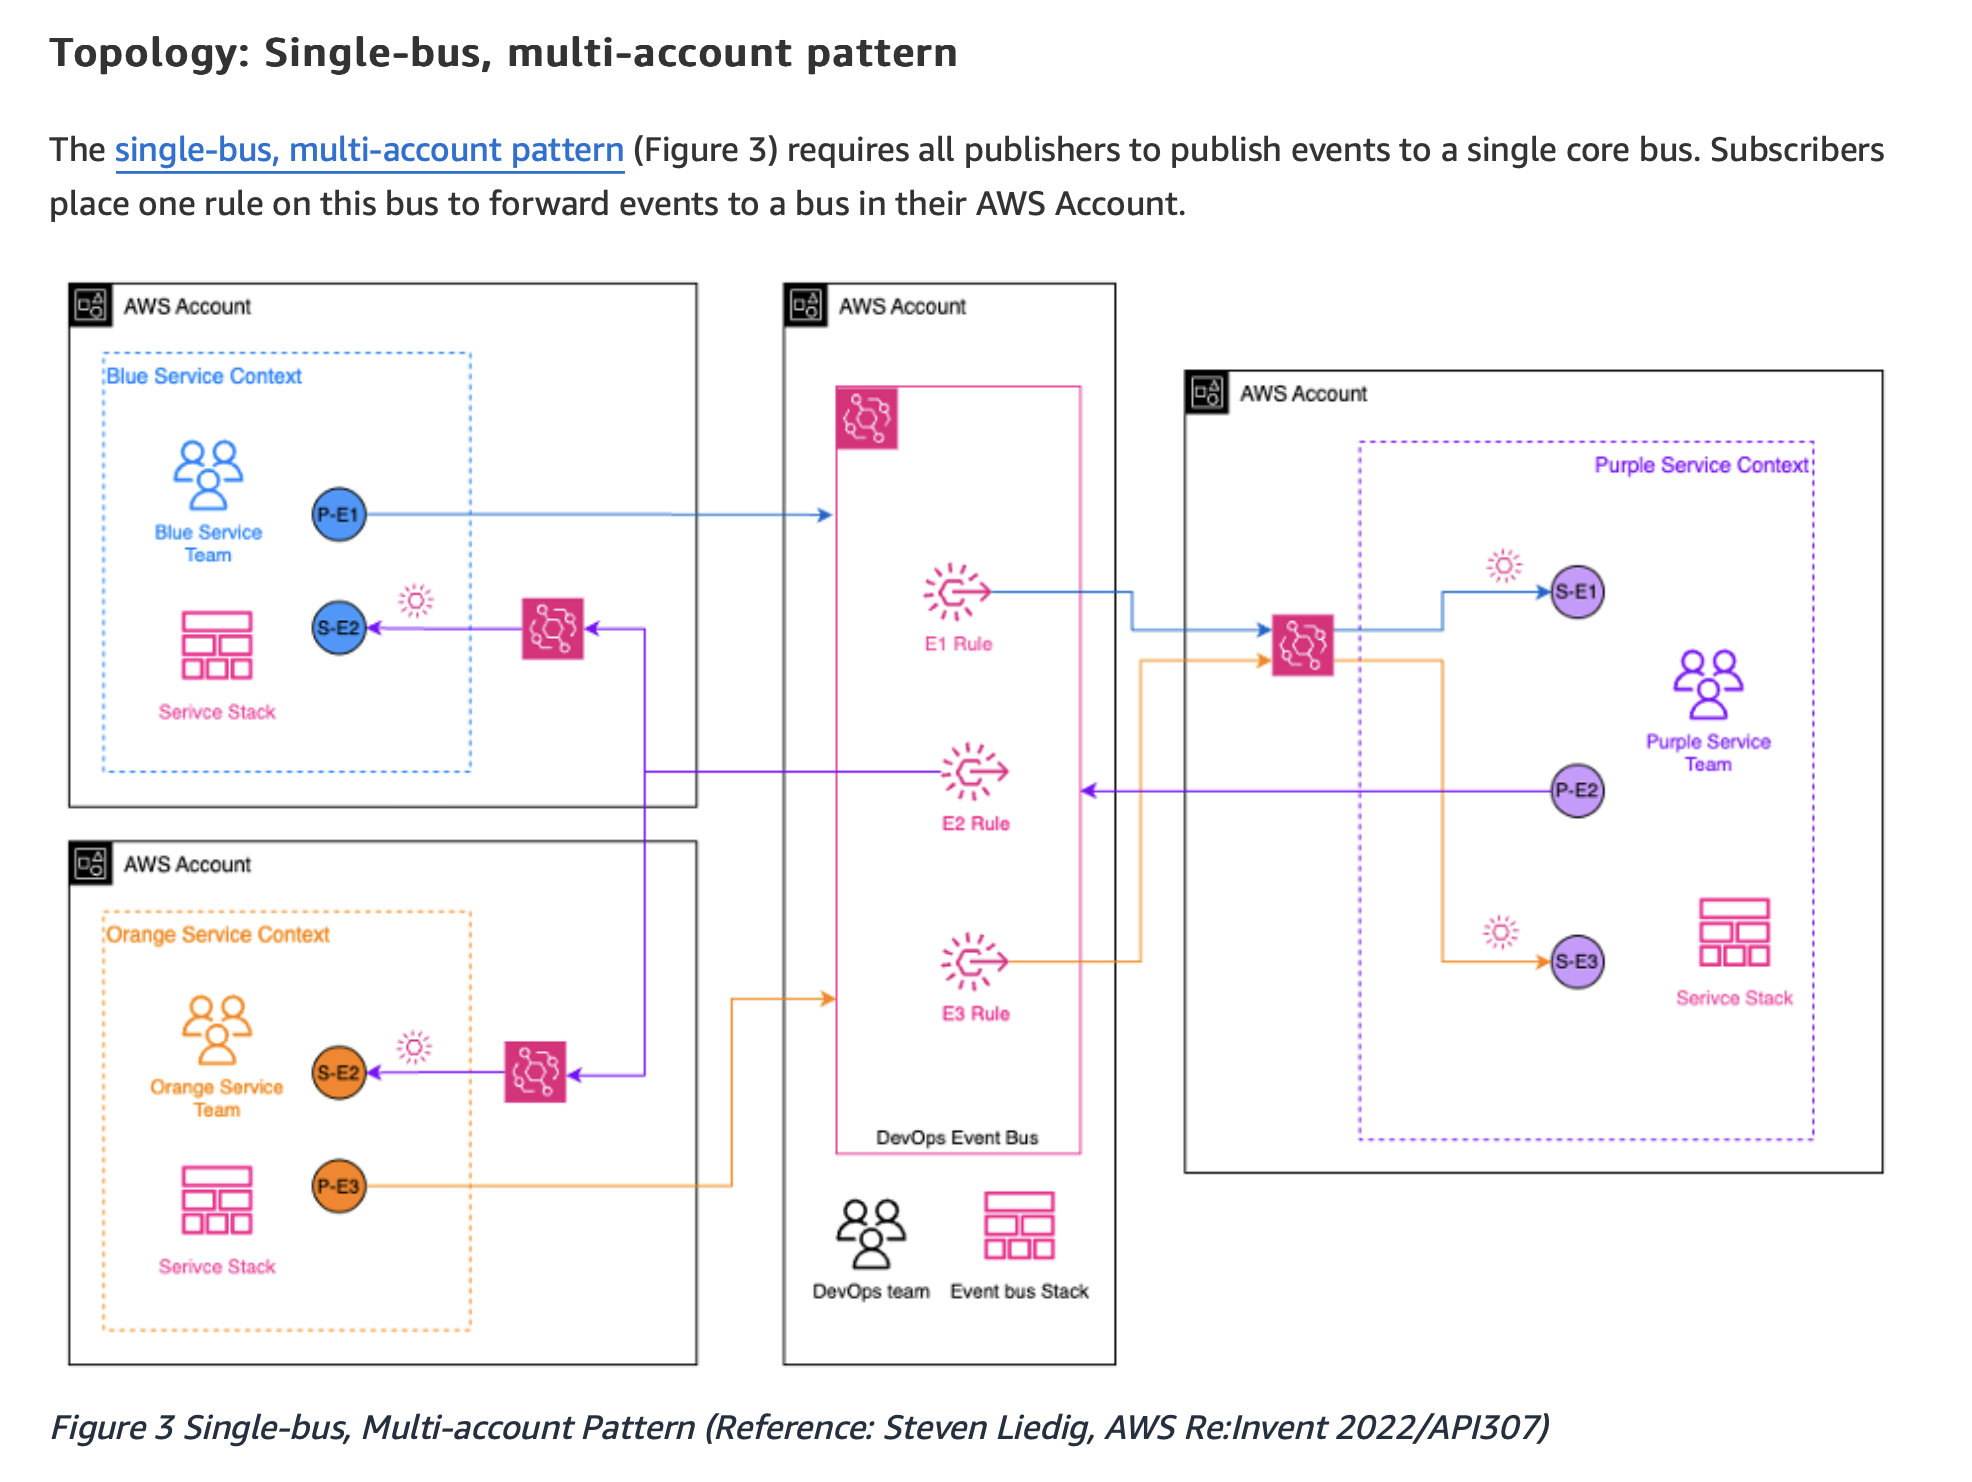 Topology: Single-bus, multi-account pattern
The single-bus, multi-account pattern (Figure 3) requires all publishers to publish events to a single core bus. Subscribers
place one rule on this bus to forward events to a bus in their AWS Account.
AWS Account
Blue Service Context
Blue Service
Team
P-E1
S-E2
Serivce Stack
AWS Account
Orange Service Context
Orange Service
Team
S-E2
P-E3
Serivce Stack
AWS Account
E1 Rule
E2 Rule
E3 Rule
DevOps Event Bus
DevOps team
Event bus Stack
AWS Account
Purple Service Context
S-E1
Purple Service
Team
P-E2
S-E3
Serivce Stack
Figure 3 Single-bus, Multi-account Pattern (Reference: Steven Liedig, AWS Re:Invent 2022/API307)